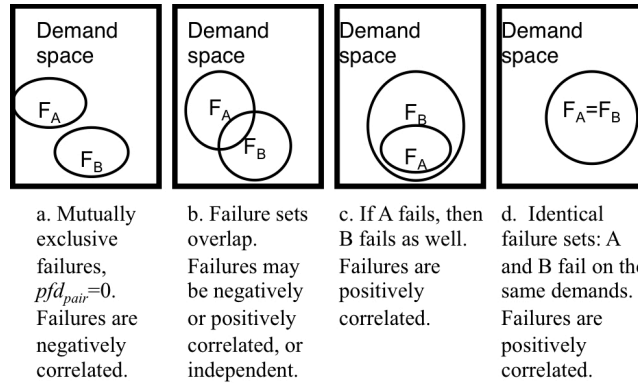 Demand
space
F_A
F_B
Demand
space
F_A
F_B
Demand
space
F_B
F_A
Demand
space
F_A=F_B
a. Mutually
exclusive
failures,
pfd_pair=0.
Failures are
negatively
correlated.
b. Failure sets
overlap.
Failures may
be negatively
or positively
correlated, or
independent.
c. If A fails, then
B fails as well.
Failures are
positively
correlated.
d. Identical
failure sets: A
and B fail on the
same demands.
Failures are
positively
correlated.